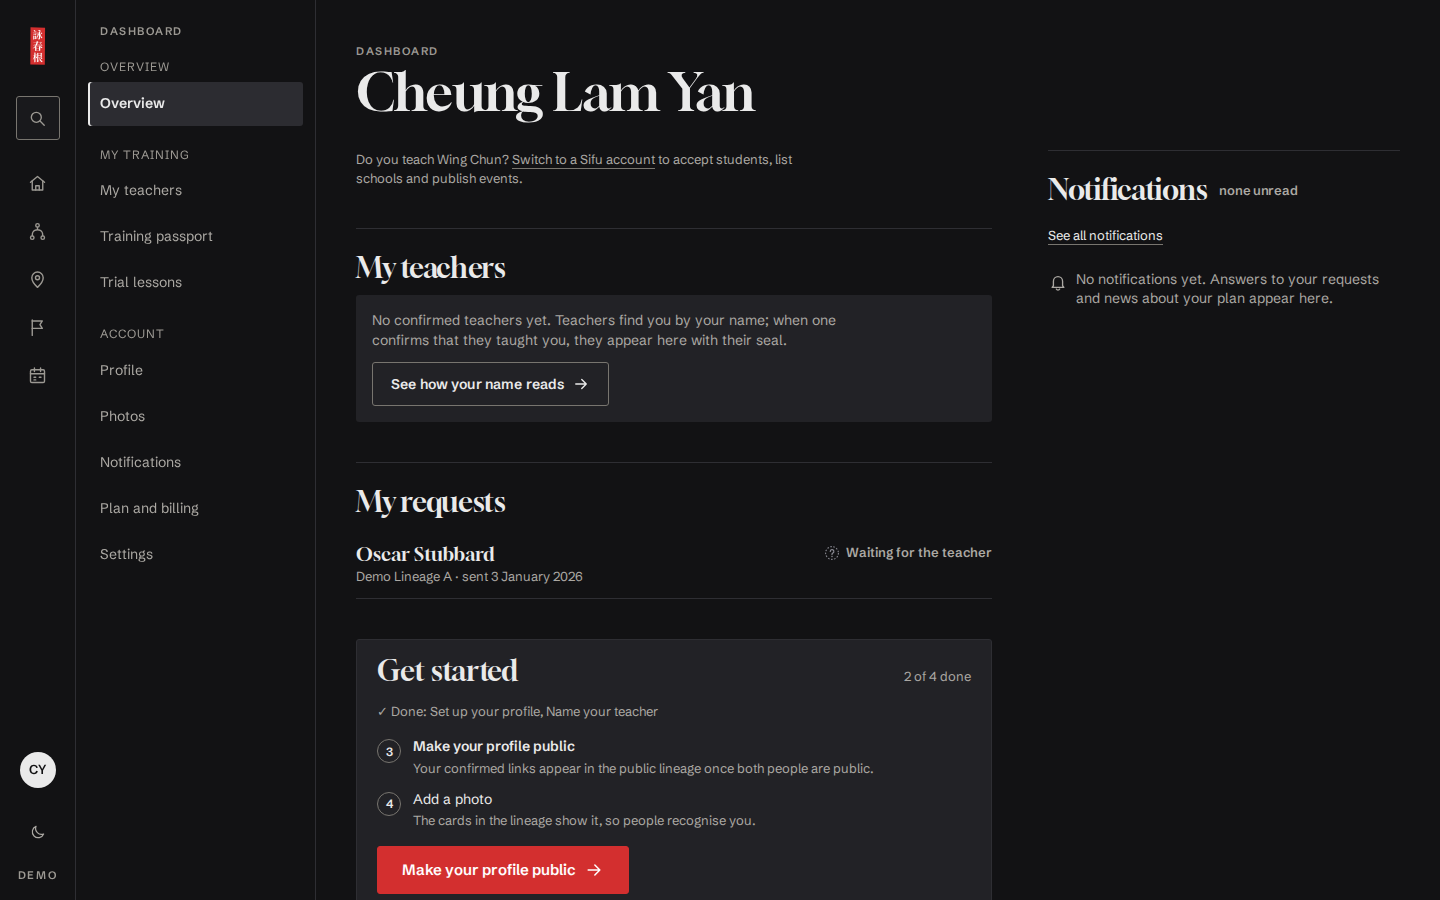 詠春根
DASHBOARD
OVERVIEW
Overview
MY TRAINING
My teachers
Training passport
Trial lessons
ACCOUNT
Profile
Photos
Notifications
Plan and billing
Settings
CY
DEMO
DASHBOARD
Cheung Lam Yan
Do you teach Wing Chun? Switch to a Sifu account to accept students, list
schools and publish events.
My teachers
No confirmed teachers yet. Teachers find you by your name; when one
confirms that they taught you, they appear here with their seal.
See how your name reads →
My requests
Oscar Stubbard
Waiting for the teacher
Demo Lineage A · sent 3 January 2026
Get started
2 of 4 done
✓ Done: Set up your profile, Name your teacher
3 Make your profile public
Your confirmed links appear in the public lineage once both people are public.
4 Add a photo
The cards in the lineage show it, so people recognise you.
Make your profile public →
Notifications none unread
See all notifications
No notifications yet. Answers to your requests
and news about your plan appear here.